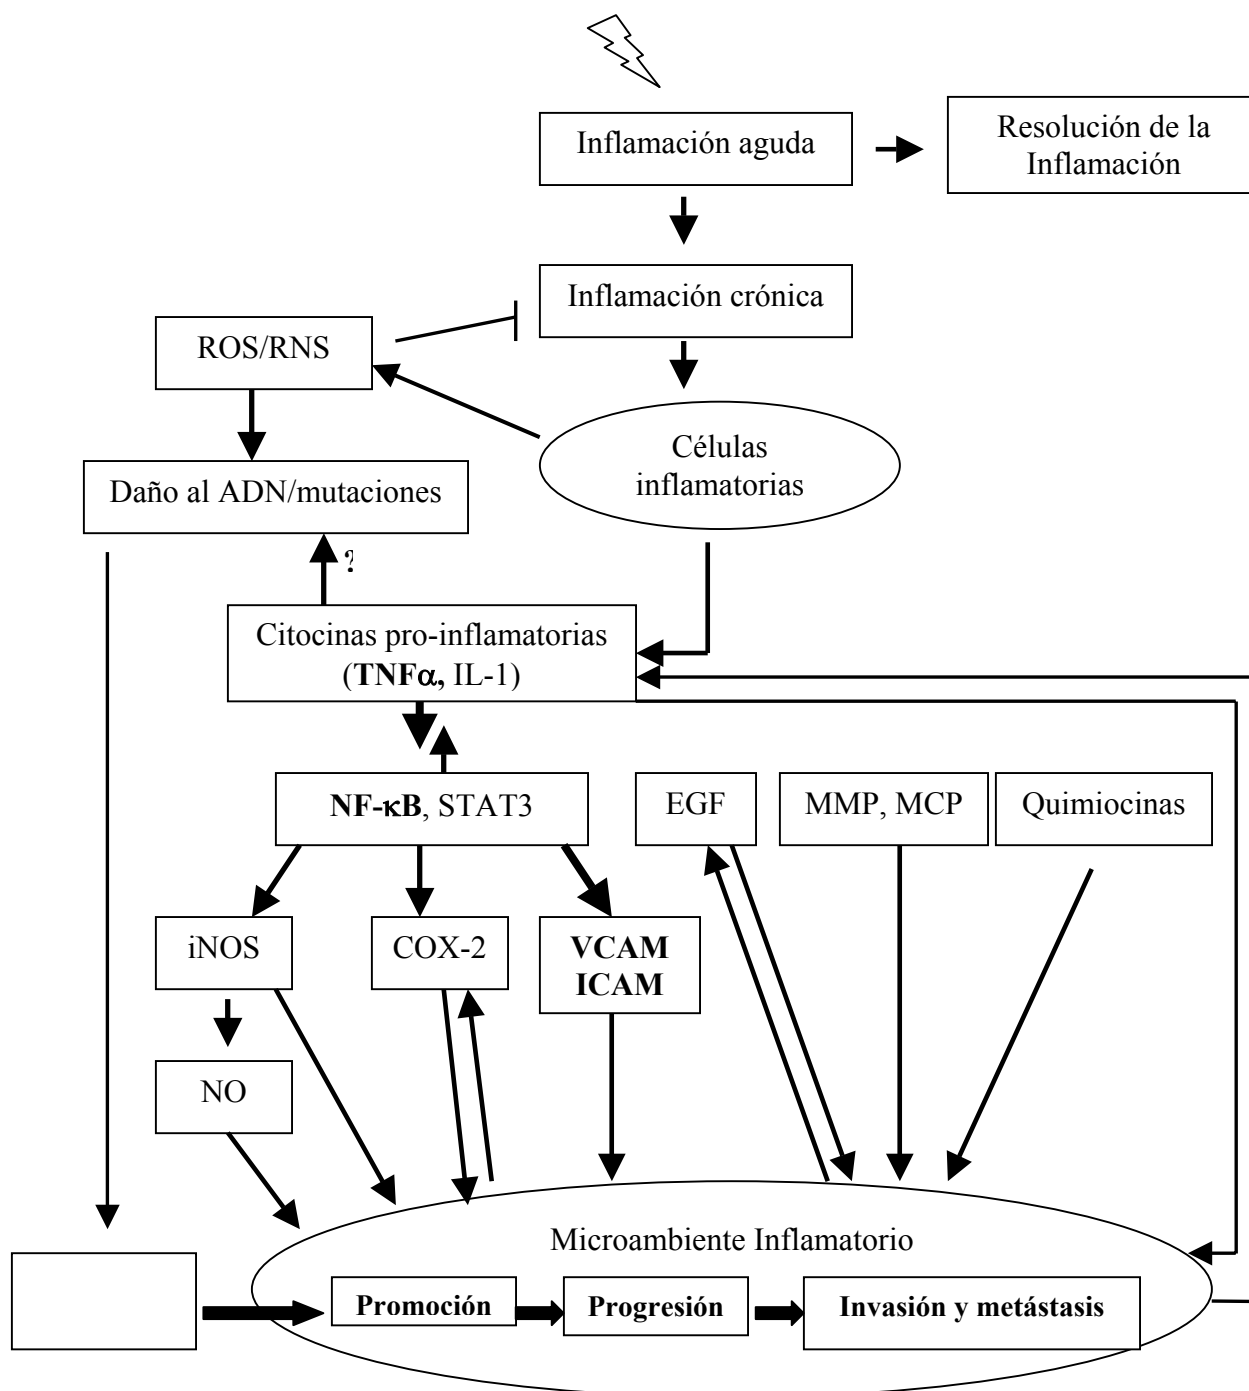 Inflamación aguda
Resolución de la
Inflamación
Inflamación crónica
ROS/RNS
Células
inflamatorias
Daño al ADN/mutaciones
?
Citocinas pro-inflamatorias
(TNFα, IL-1)
NF-κB, STAT3
EGF
MMP, MCP
Quimiocinas
iNOS
COX-2
VCAM
ICAM
NO
Microambiente Inflamatorio
Promoción
Progresión
Invasión y metástasis